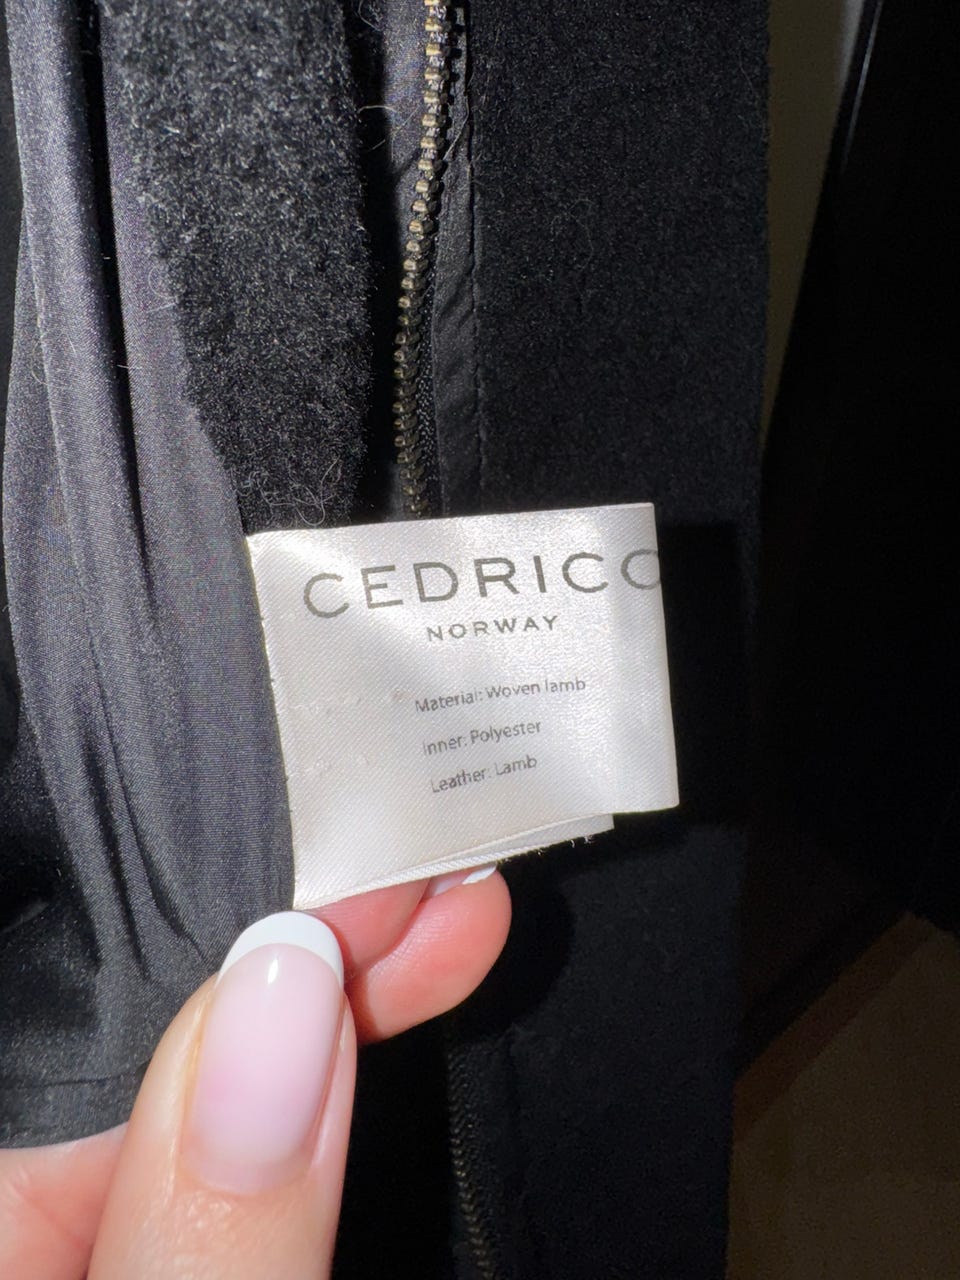 CEDRICO
NORWAY
Material: Woven lamb
Inner: Polyester
Leather: Lamb